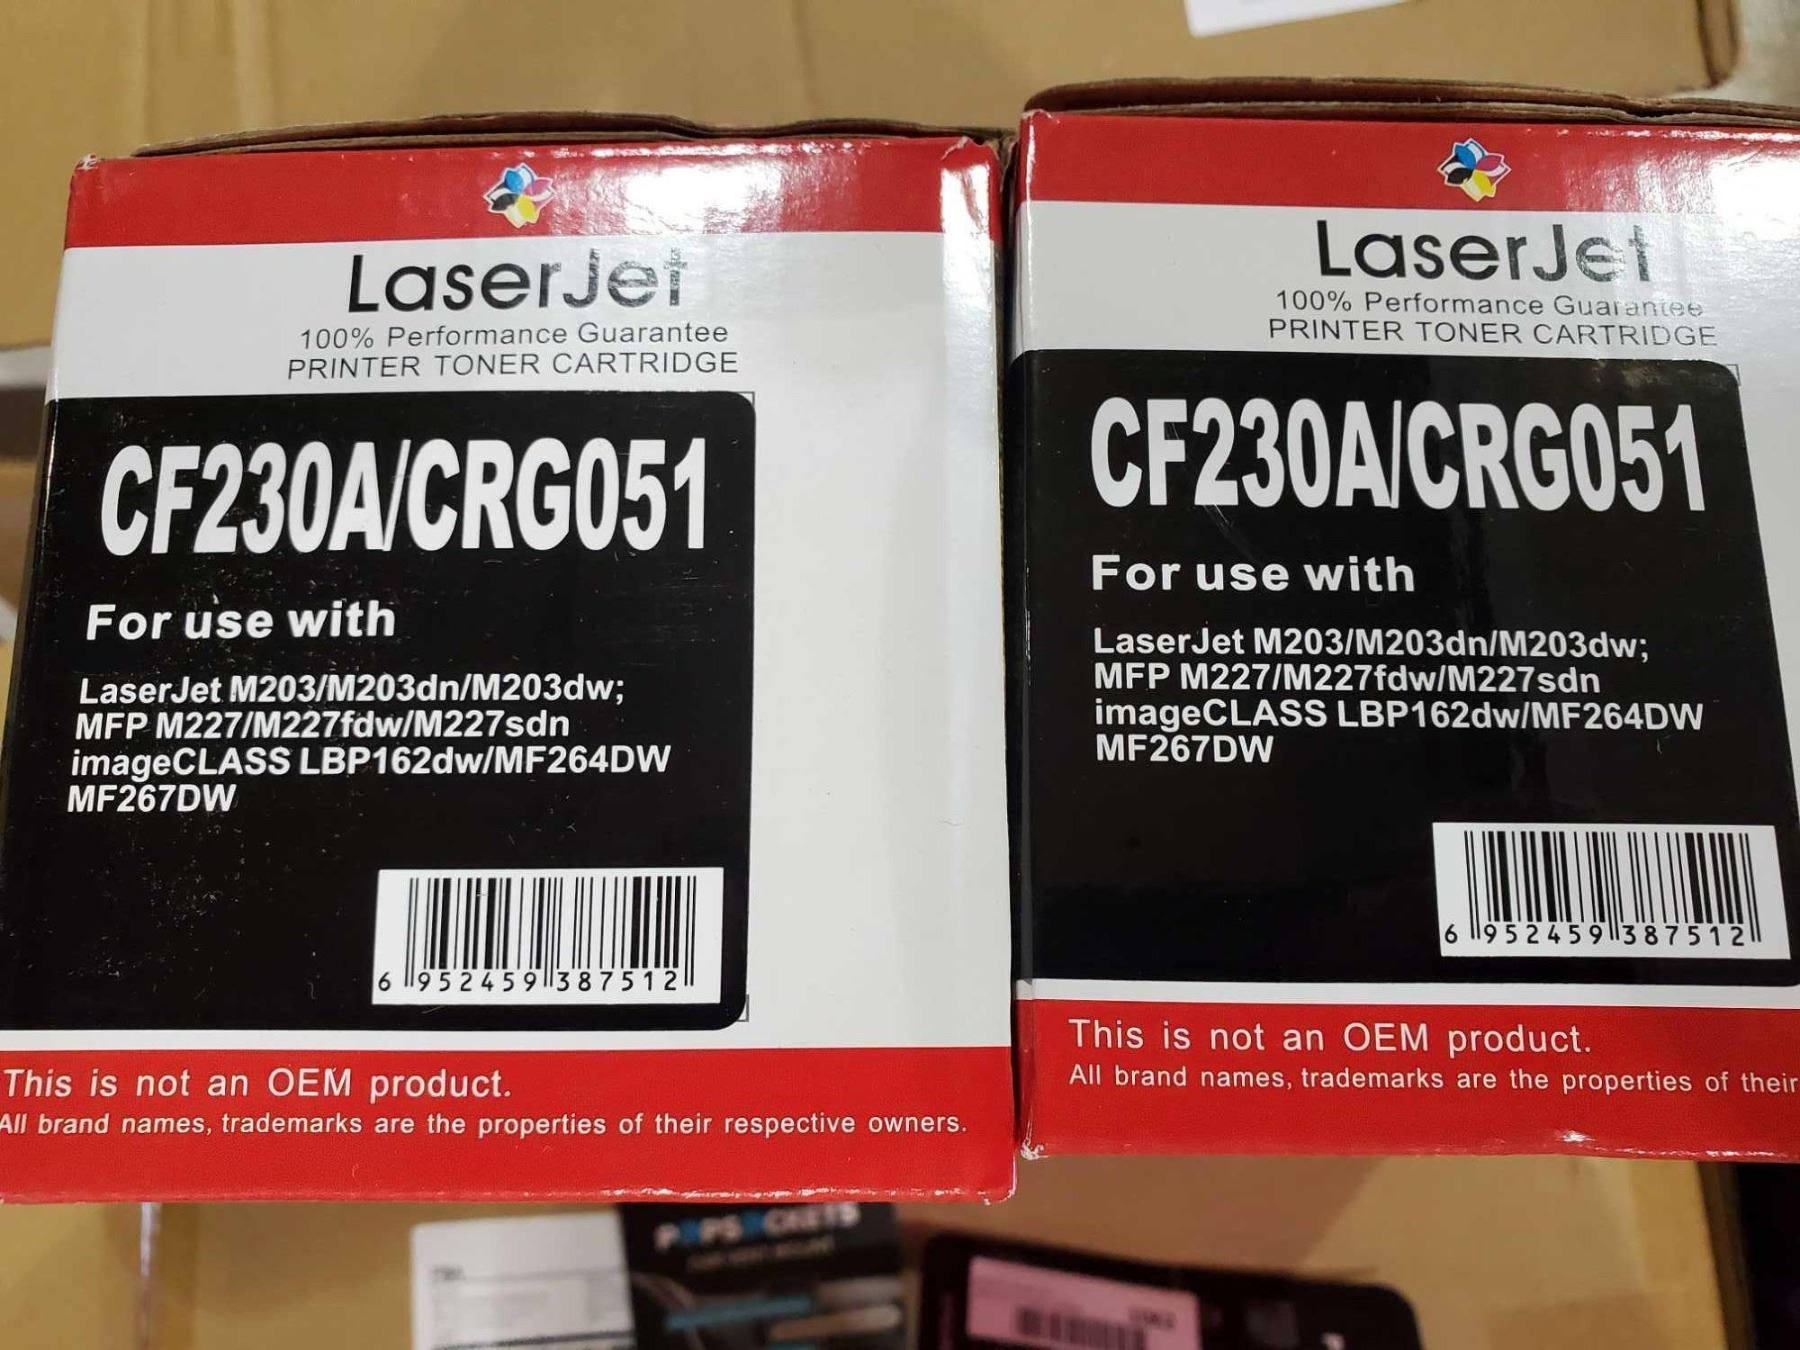 LaserJet
100% Performance Guarantee
PRINTER TONER CARTRIDGE
CF230A/CRG051
For use with
LaserJet M203/M203dn/M203dw;
MFP M227/M227fdw/M227sdn
imageCLASS LBP162dw/MF264DW
MF267DW
6 952459 387512
This is not an OEM product.
All brand names, trademarks are the properties of their respective owners.
LaserJet
100% Performance Guarantee
PRINTER TONER CARTRIDGE
CF230A/CRG051
For use with
LaserJet M203/M203dn/M203dw;
MFP M227/M227fdw/M227sdn
imageCLASS LBP162dw/MF264DW
MF267DW
6 952459 387512
This is not an OEM product.
All brand names, trademarks are the properties of their
POPSOCKETS